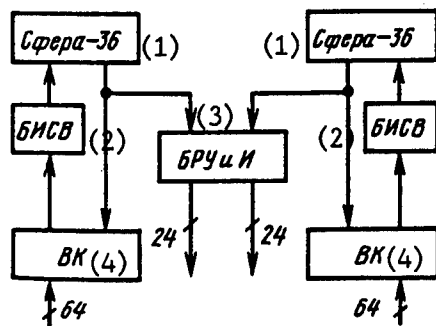 Сфера-36 (1)
(1) Сфера-36
БИСВ (2)
(3)
БРУ и И
(2) БИСВ
24
24
ВК (4)
ВК (4)
64
64